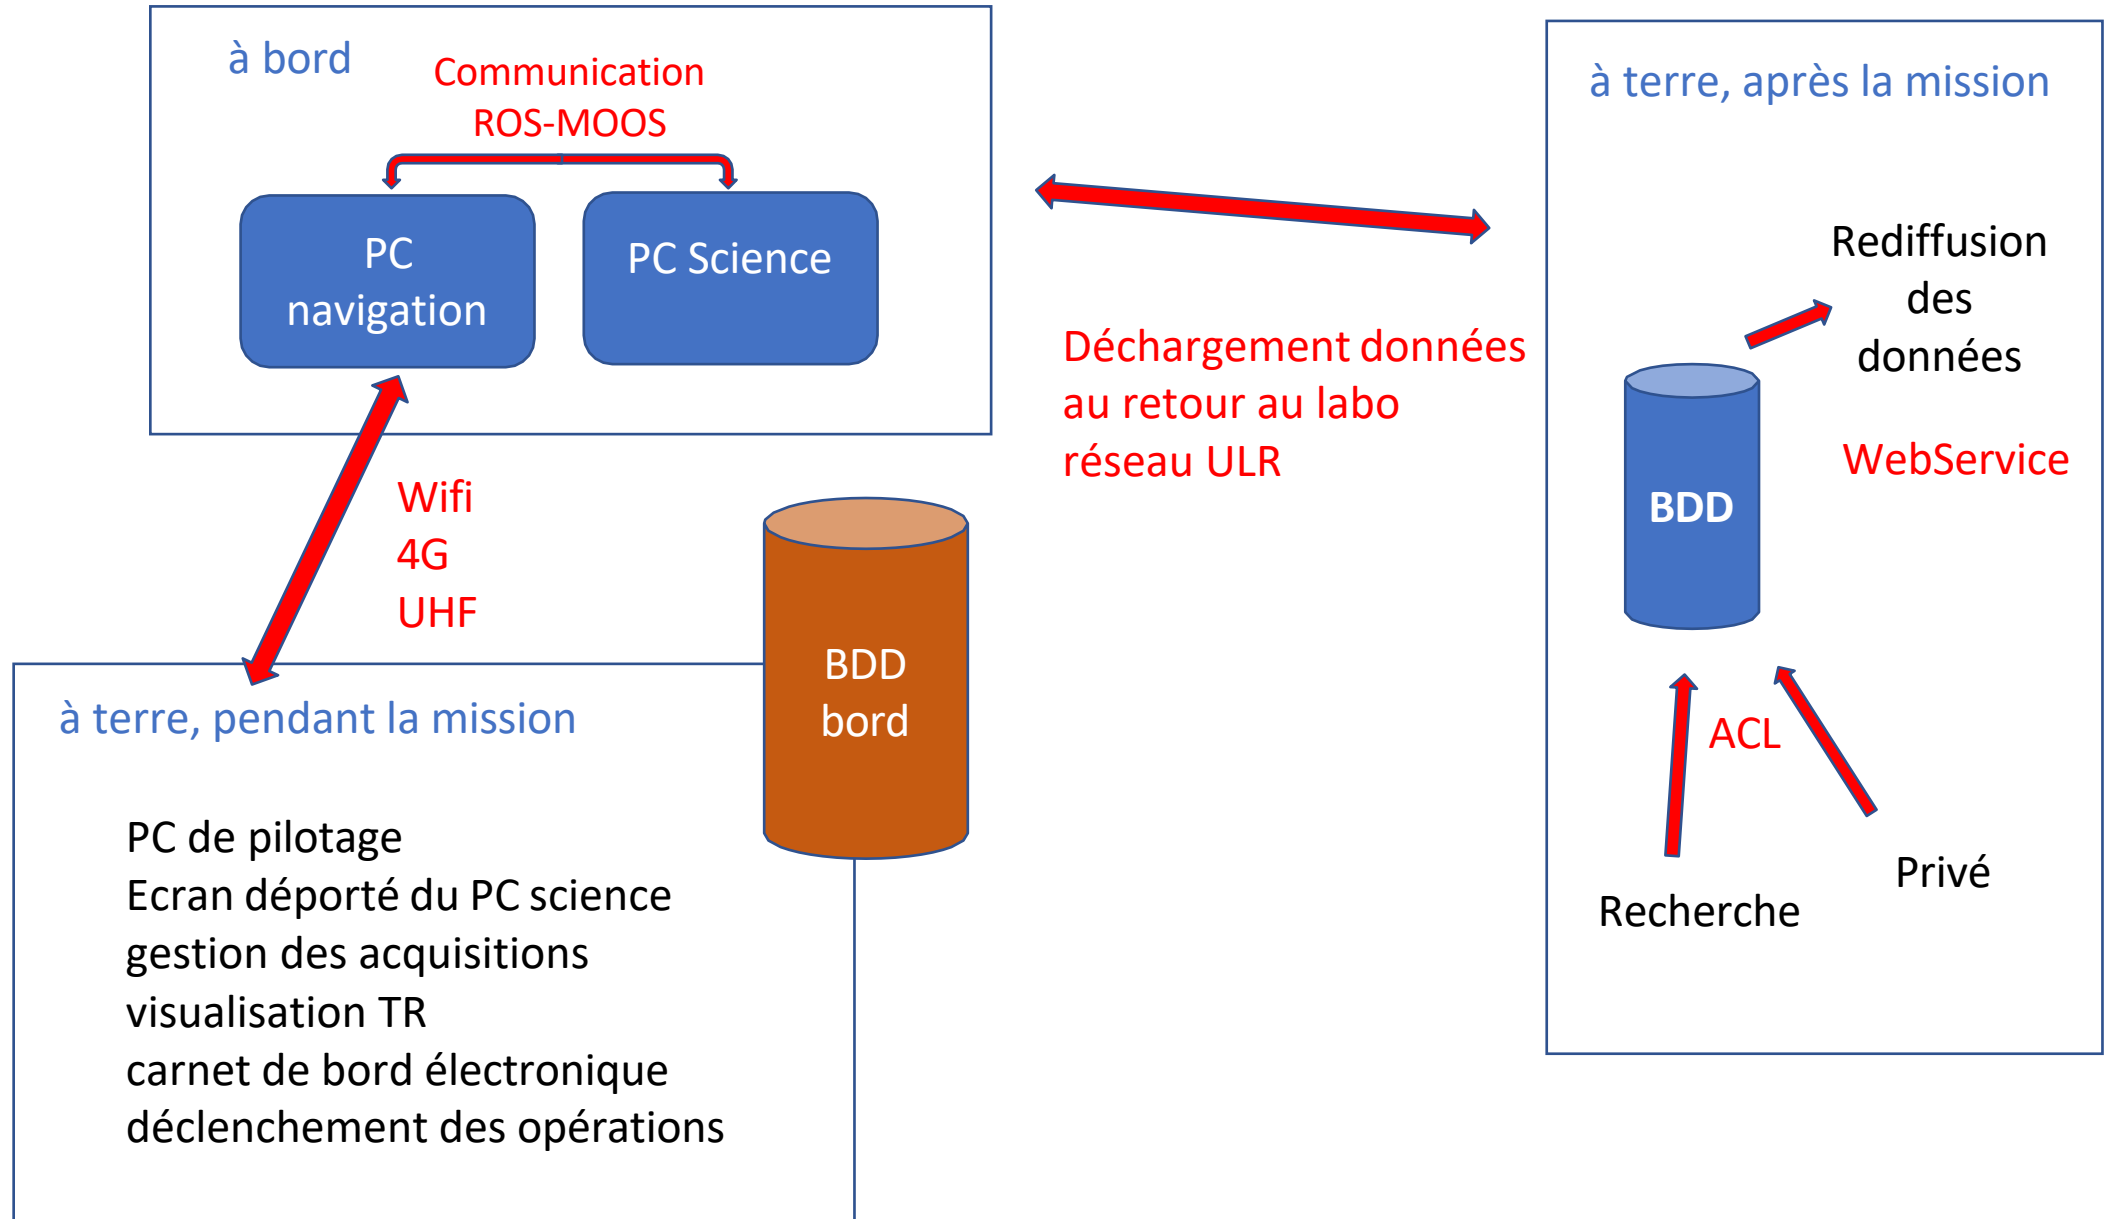 à bord
Communication
ROS-MOOS
PC
navigation
PC Science
Wifi
4G
UHF
BDD
bord
à terre, pendant la mission
PC de pilotage
Ecran déporté du PC science
gestion des acquisitions
visualisation TR
carnet de bord électronique
déclenchement des opérations
Déchargement données
au retour au labo
réseau ULR
à terre, après la mission
Rediffusion
des
données
WebService
BDD
ACL
Privé
Recherche